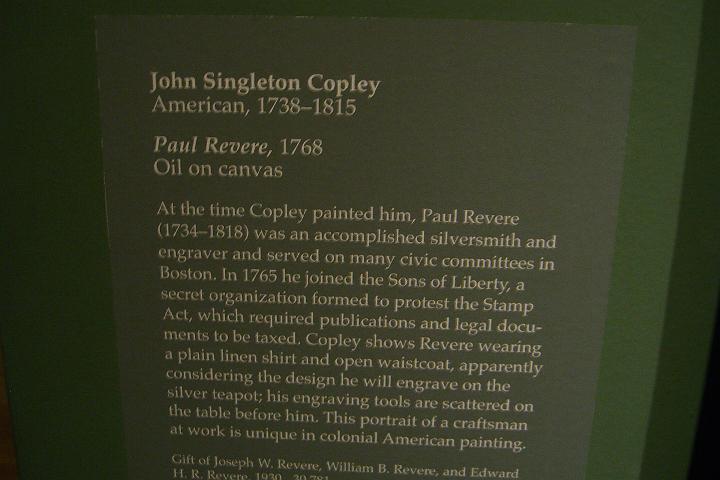 John Singleton Copley
American, 1738–1815
Paul Revere, 1768
Oil on canvas
At the time Copley painted him, Paul Revere
(1734–1818) was an accomplished silversmith and
engraver and served on many civic committees in
Boston. In 1765 he joined the Sons of Liberty, a
secret organization formed to protest the Stamp
Act, which required publications and legal docu-
ments to be taxed. Copley shows Revere wearing
a plain linen shirt and open waistcoat, apparently
considering the design he will engrave on the
silver teapot; his engraving tools are scattered on
the table before him. This portrait of a craftsman
at work is unique in colonial American painting.
Gift of Joseph W. Revere, William B. Revere, and Edward
H. R. Revere, 1930 30.781